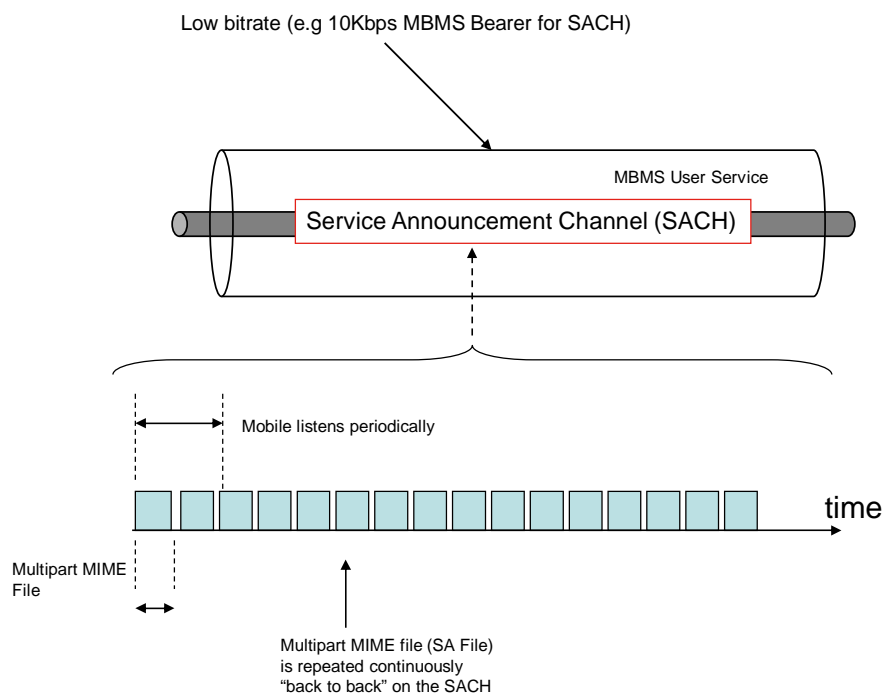 Low bitrate (e.g 10Kbps MBMS Bearer for SACH)
MBMS User Service
Service Announcement Channel (SACH)
Mobile listens periodically
time
Multipart MIME
File
Multipart MIME file (SA File)
is repeated continuously
“back to back” on the SACH